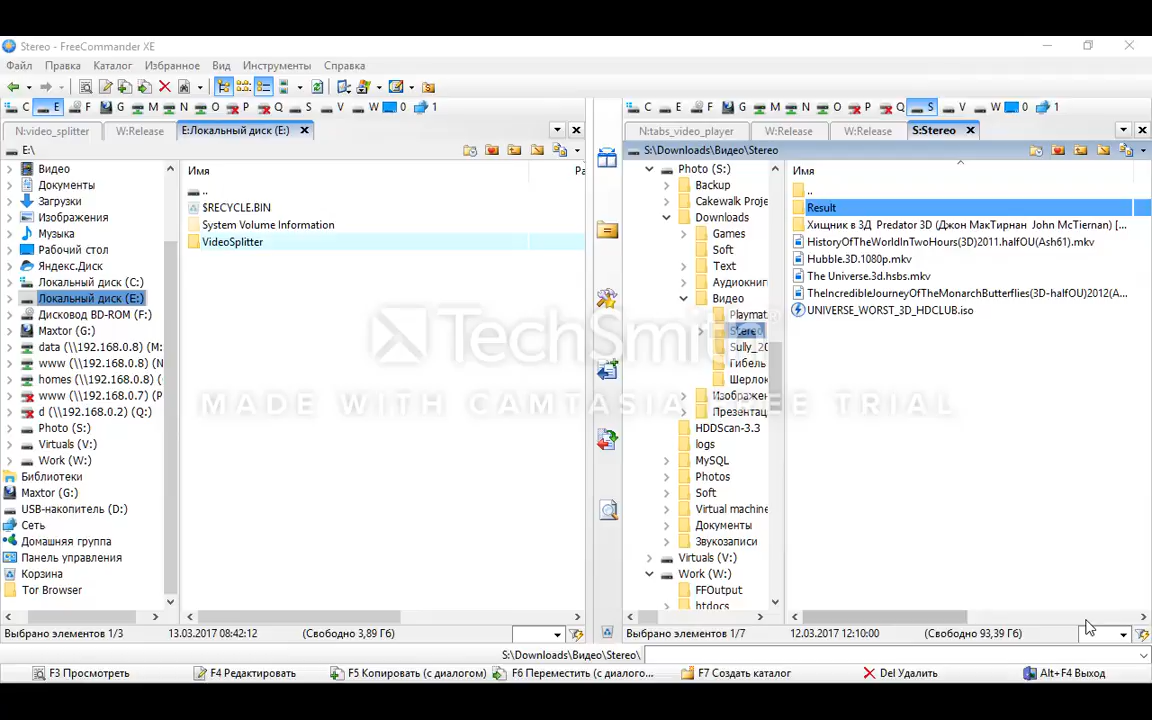 Stereo - FreeCommander XE
Файл Правка Каталог Избранное Вид Инструменты Справка
C E F G M N O P Q S V W 0 1
C E F G M N O P Q S V W 0 1
N:video_splitter W:Release E:Локальный диск (E:)
N:tabs_video_player W:Release W:Release S:Stereo
E:\
S:\Downloads\Видео\Stereo
Видео
Документы
Загрузки
Изображения
Музыка
Рабочий стол
Яндекс.Диск
Локальный диск (C:)
Локальный диск (E:)
Дисковод BD-ROM (F:)
Maxtor (G:)
data (\\192.168.0.8) (M:
www (\\192.168.0.8) (
homes (\\192.168.0.8) (
www (\\192.168.0.7) (P
d (\\192.168.0.2) (Q:)
Photo (S:)
Virtuals (V:)
Work (W:)
Библиотеки
Maxtor (G:)
USB-накопитель (D:)
Сеть
Домашняя группа
Панель управления
Корзина
Tor Browser
Имя Ра
..
$RECYCLE.BIN
System Volume Information
VideoSplitter
Photo (S:)
Backup
Cakewalk Proje
Downloads
Games
Soft
Text
Аудиокниг
Видео
Playmat
Stereo
Sully_20
Гибель
Шерлок
Изображен
Презентац
HDDScan-3.3
logs
MySQL
Photos
Soft
Virtual machine
Документы
Звукозаписи
Virtuals (V:)
Work (W:)
FFOutput
htdocs
Имя
..
Result
Хищник в 3Д Predator 3D (Джон МакТирнан John McTiernan) [...
HistoryOfTheWorldInTwoHours(3D)2011.halfOU(Ash61).mkv
Hubble.3D.1080p.mkv
The Universe.3d.hsbs.mkv
TheIncredibleJourneyOfTheMonarchButterflies(3D-halfOU)2012(A...
UNIVERSE_WORST_3D_HDCLUB.iso
TechSmith
MADE WITH CAMTASIA FREE TRIAL
Выбрано элементов 1/3 13.03.2017 08:42:12 (Свободно 3,89 Гб)
Выбрано элементов 1/7 12.03.2017 12:10:00 (Свободно 93,39 Гб)
S:\Downloads\Видео\Stereo\
F3 Просмотреть F4 Редактировать F5 Копировать (с диалогом) F6 Переместить (с диалого... F7 Создать каталог Del Удалить Alt+F4 Выход